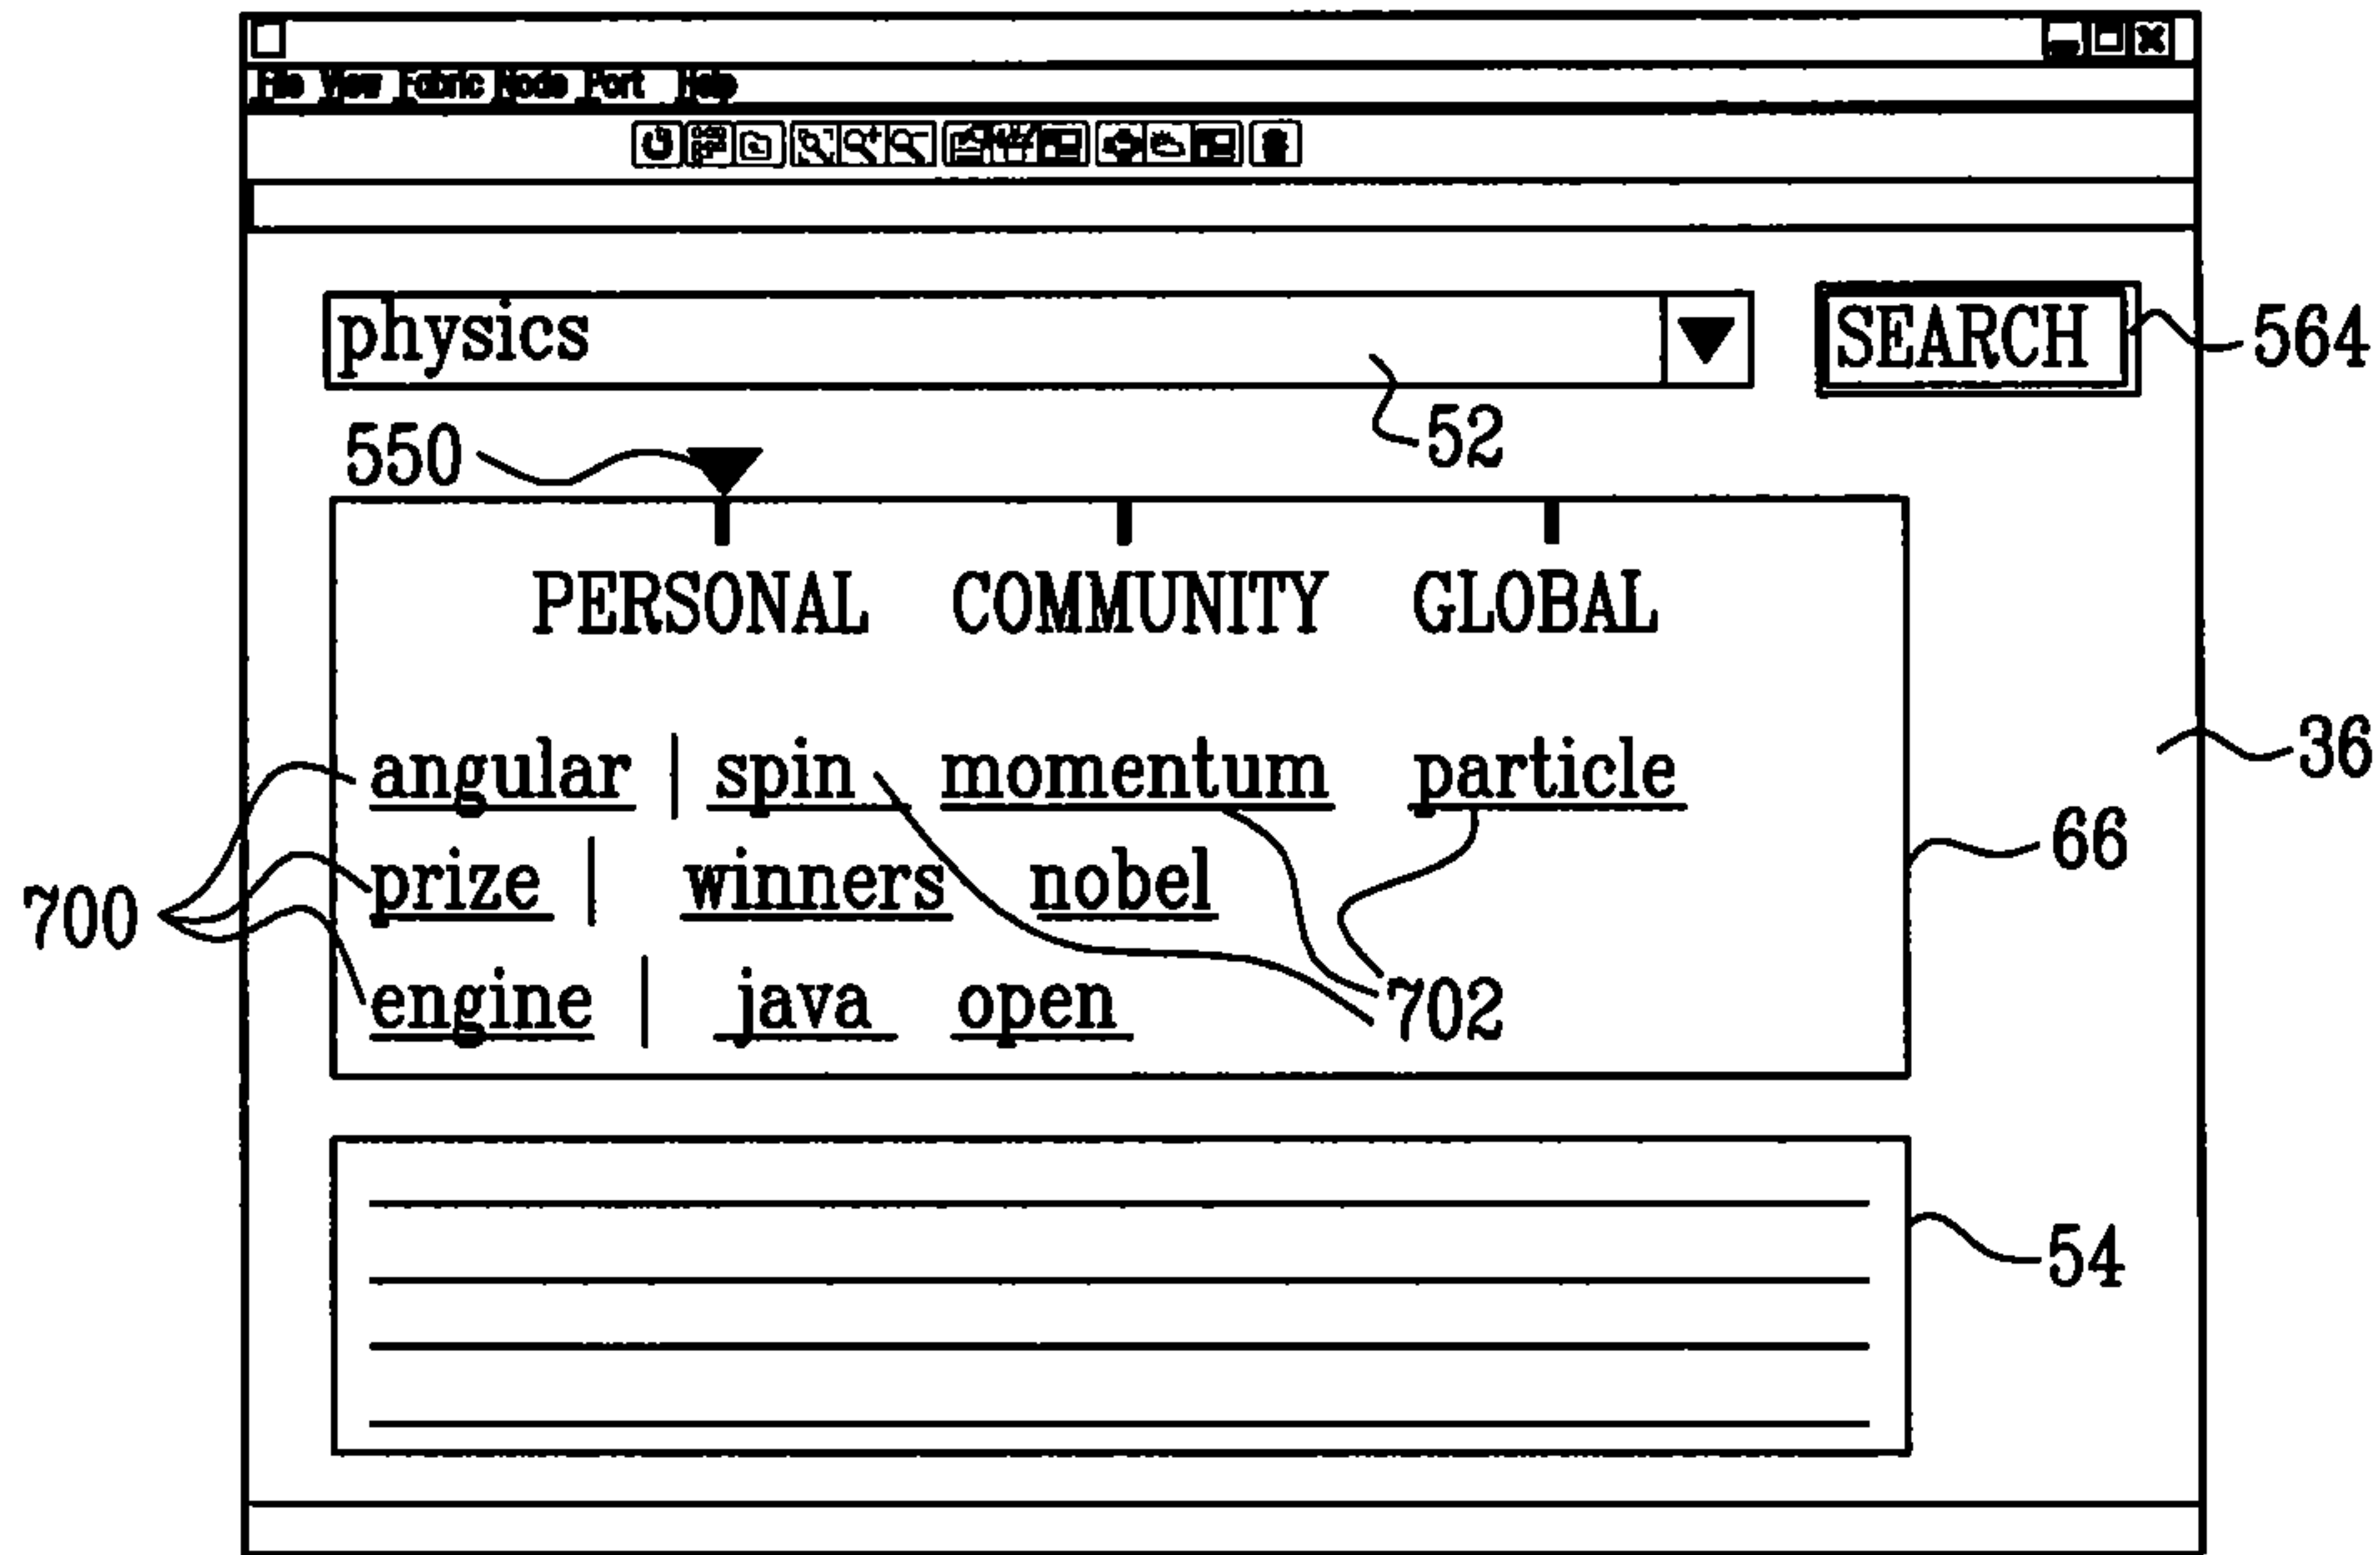 File View Fabric Node Port Help
physics SEARCH 564
52
550
PERSONAL COMMUNITY GLOBAL
36
angular | spin momentum particle
66
prize | winners nobel
700
engine | java open 702
54